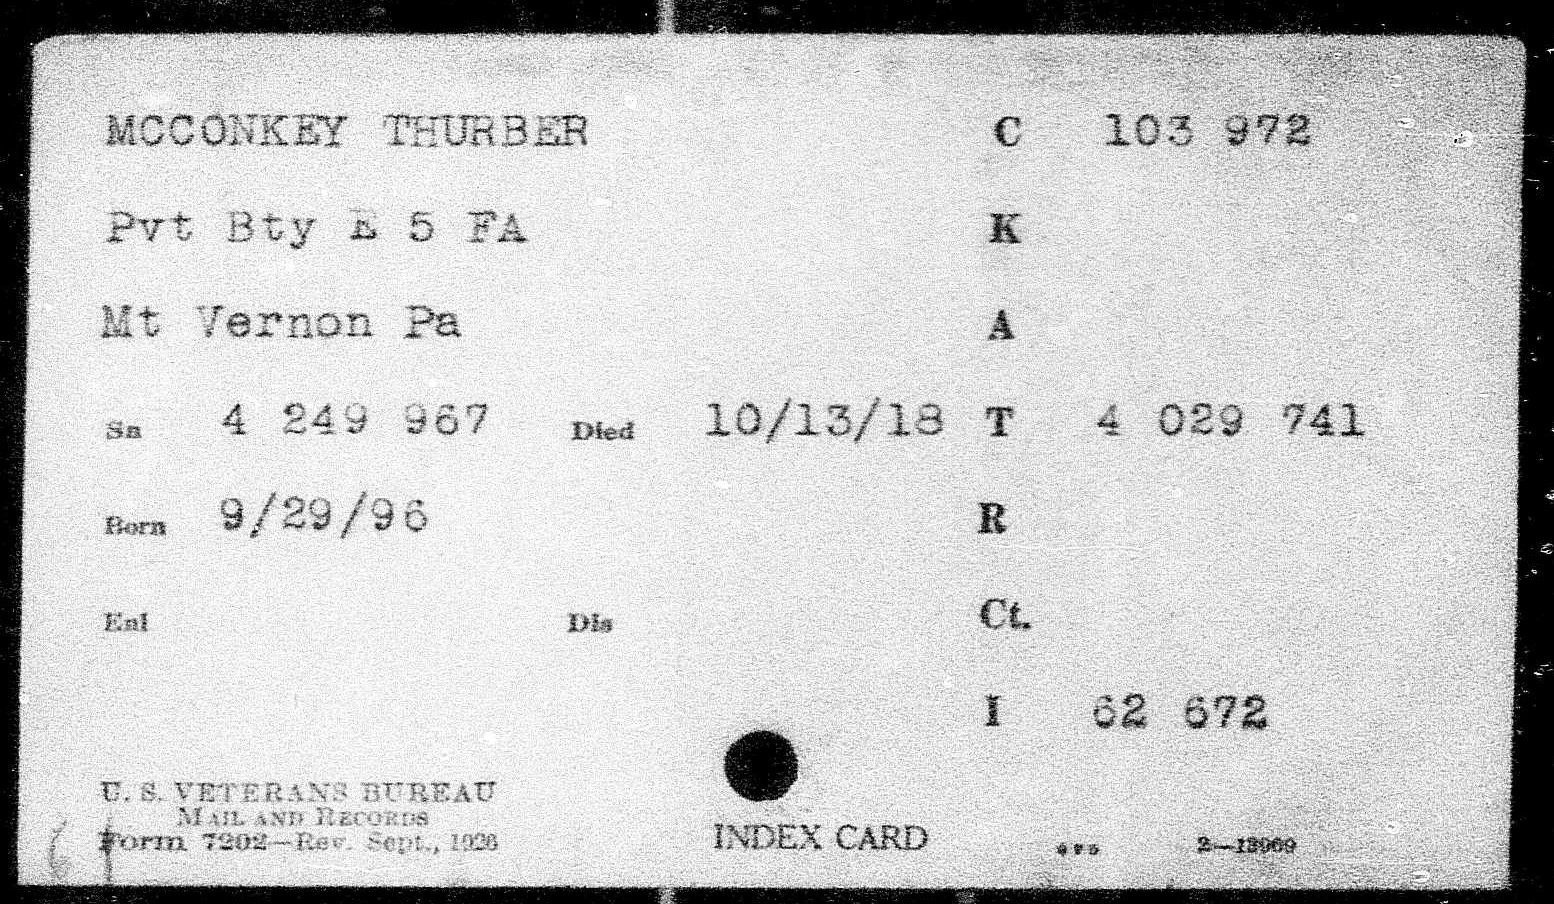 MCCONKEY THURBER C 103 972
Pvt Bty E 5 FA K
Mt Vernon Pa A
Sn 4 249 967 Died 10/13/18 T 4 029 741
Born 9/29/96 R
Enl Dis Ct.
I 62 672
U. S. VETERANS BUREAU
MAIL AND RECORDS
Form 7202—Rev. Sept., 1926 INDEX CARD 2—13969